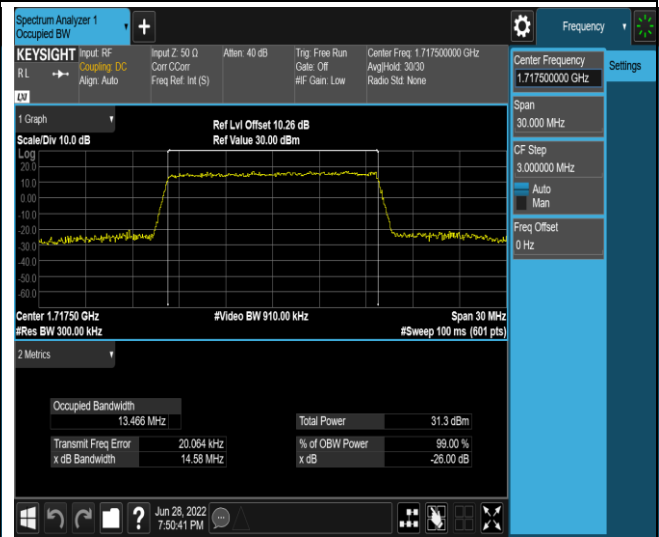 Spectrum Analyzer 1
Occupied BW
+
Frequency
KEYSIGHT
RL
LXI
Input: RF
Coupling: DC
Align: Auto
Input Z: 50 Ω
Corr CCorr
Freq Ref: Int (S)
Atten: 40 dB
Trig: Free Run
Gate: Off
#IF Gain: Low
Center Freq: 1.717500000 GHz
Avg|Hold: 30/30
Radio Std: None
Center Frequency
1.717500000 GHz
Settings
Span
30.000 MHz
CF Step
3.000000 MHz
Auto
Man
Freq Offset
0 Hz
1 Graph
Scale/Div 10.0 dB
Ref Lvl Offset 10.26 dB
Ref Value 30.00 dBm
Log
20.0
10.0
0.00
-10.0
-20.0
-30.0
-40.0
-50.0
-60.0
Center 1.71750 GHz
#Video BW 910.00 kHz
Span 30 MHz
#Res BW 300.00 kHz
#Sweep 100 ms (601 pts)
2 Metrics
Occupied Bandwidth
13.466 MHz
Total Power 31.3 dBm
Transmit Freq Error 20.064 kHz
% of OBW Power 99.00 %
x dB Bandwidth 14.58 MHz
x dB -26.00 dB
?
Jun 28, 2022
7:50:41 PM